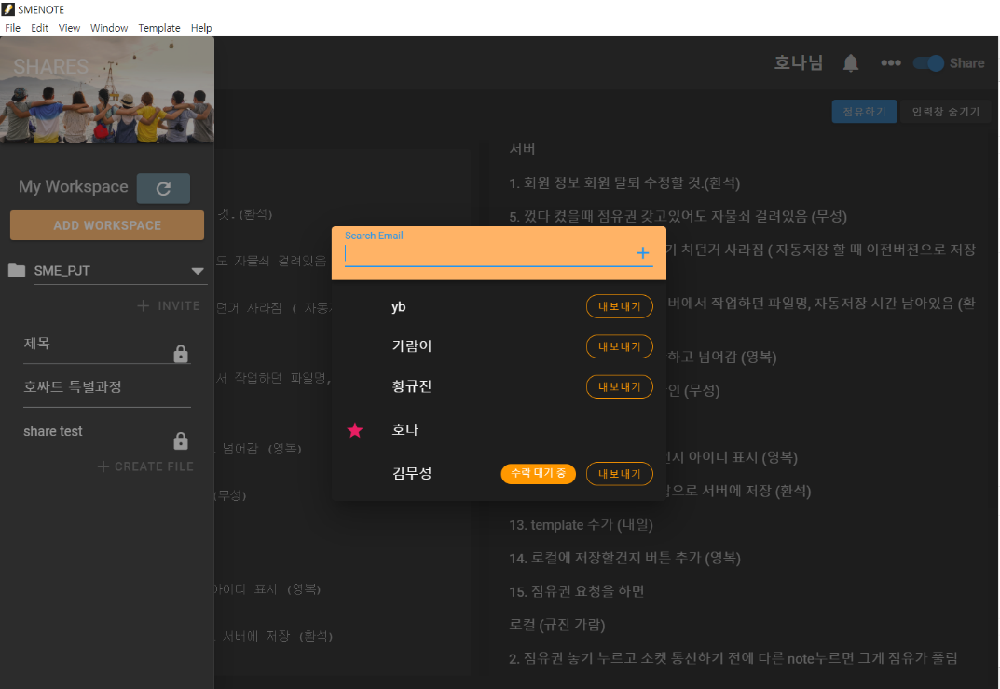 SMENOTE
File Edit View Window Template Help
SHARES
호나님
Share
점유하기
입력창 숨기기
My Workspace
ADD WORKSPACE
SME_PJT
+ INVITE
제목
호싸트 특별과정
share test
+ CREATE FILE
것.(환석)
도 자물쇠 걸려있음
던거 사라짐 ( 자동
서 작업하던 파일명,
넘어감 (영복)
(무성)
아이디 표시 (영복)
서버에 저장 (환석)
Search Email
+
yb
내보내기
가람이
내보내기
황규진
내보내기
호나
김무성
수락 대기 중
내보내기
서버
1. 회원 정보 회원 탈퇴 수정할 것.(환석)
5. 껐다 켰을때 점유권 갖고있어도 자물쇠 걸려있음 (무성)
기 치던거 사라짐 ( 자동저장 할 때 이전버젼으로 저장
버에서 작업하던 파일명, 자동저장 시간 남아있음 (환
하고 넘어감 (영복)
인 (무성)
건지 아이디 표시 (영복)
으로 서버에 저장 (환석)
13. template 추가 (내일)
14. 로컬에 저장할건지 버튼 추가 (영복)
15. 점유권 요청을 하면
로컬 (규진 가람)
2. 점유권 놓기 누르고 소켓 통신하기 전에 다른 note누르면 그게 점유가 풀림